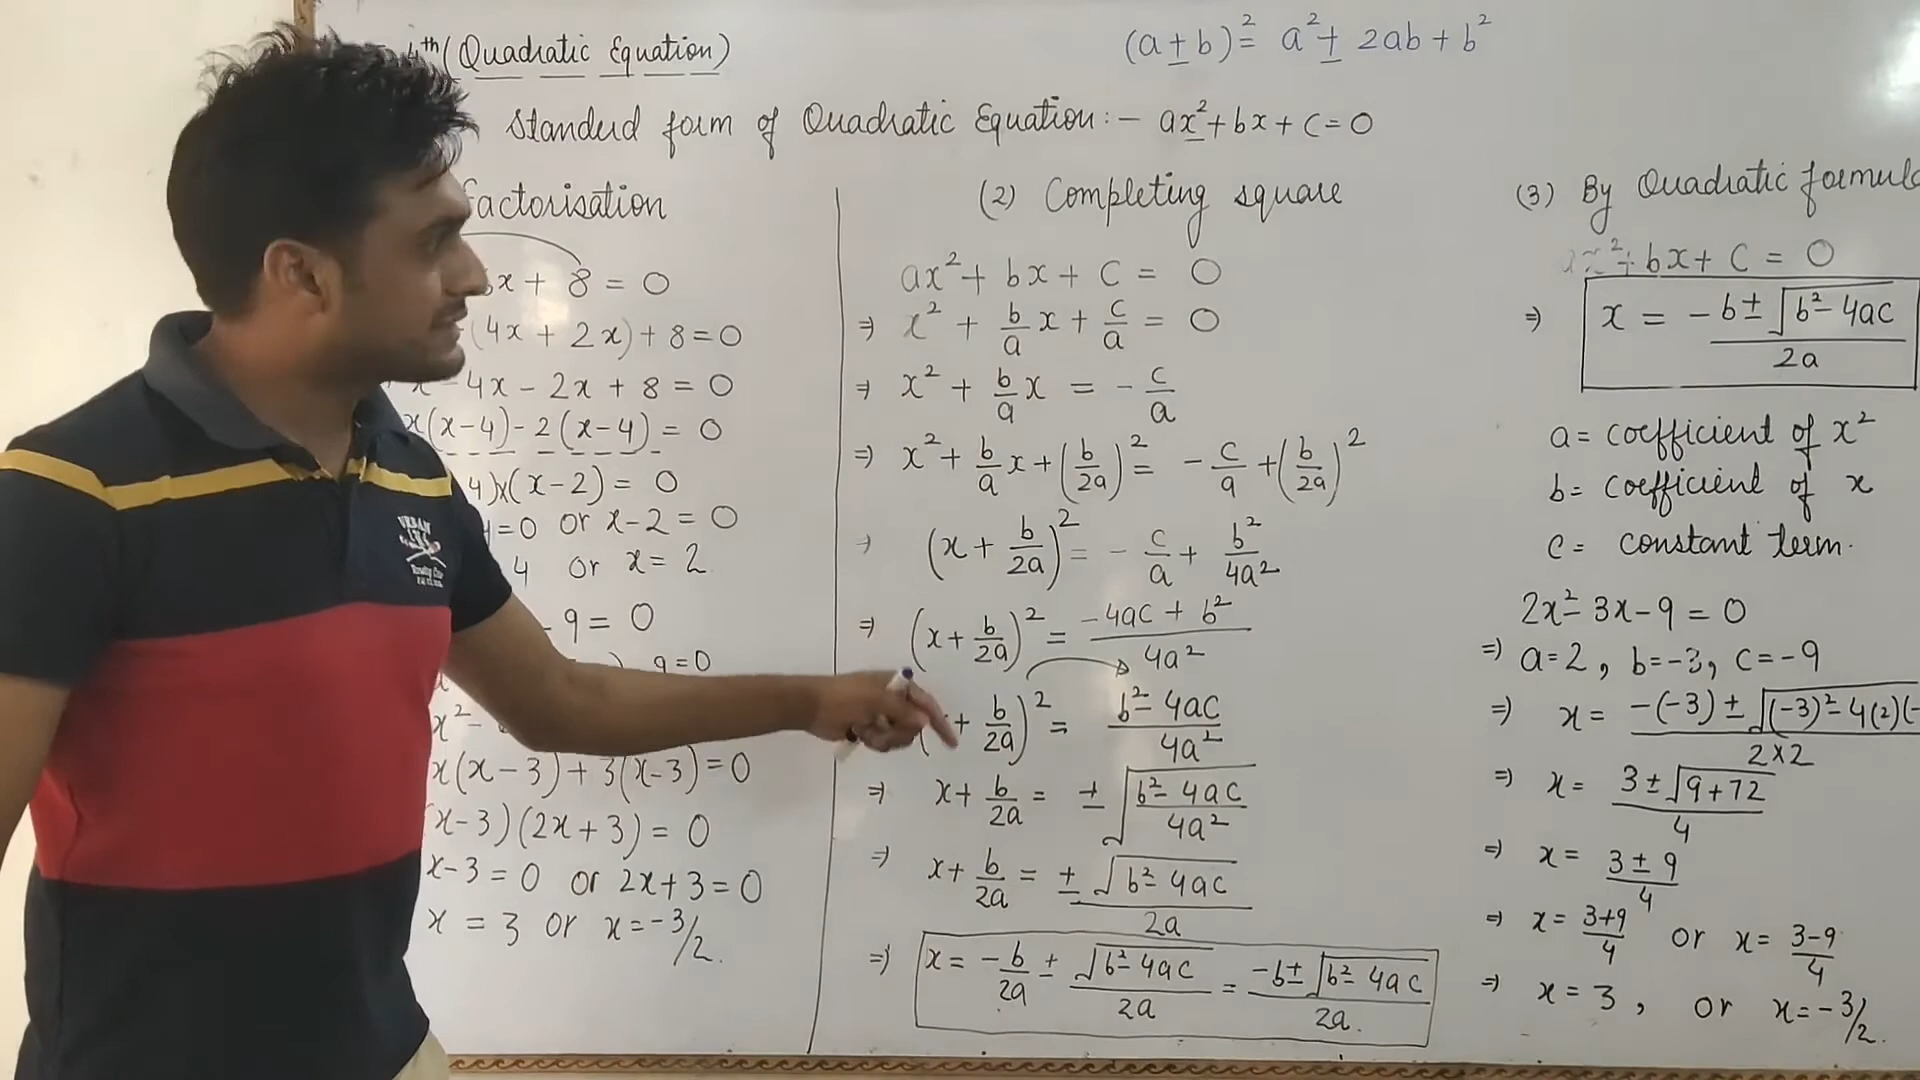 4th (Quadratic Equation)
(a ± b)² = a² ± 2ab + b²
Standerd form of Quadratic Equation:- ax² + bx + c = 0
Factorisation
x + 8 = 0
(4x + 2x) + 8 = 0
- 4x - 2x + 8 = 0
x(x-4) - 2(x-4) = 0
4)x(x-2) = 0
=0 or x-2 = 0
4 or x = 2
- 9 = 0
9 = 0
x² -
x(x-3) + 3(x-3) = 0
x-3)(2x+3) = 0
x-3 = 0 or 2x+3 = 0
x = 3 or x = -3/2.
(2) Completing square
ax² + bx + c = 0
⇒ x² + b/a x + c/a = 0
⇒ x² + b/a x = - c/a
⇒ x² + b/a x + (b/2a)² = - c/a + (b/2a)²
⇒ (x + b/2a)² = - c/a + b²/4a²
⇒ (x + b/2a)² = -4ac + b²/4a²
+ b/2a)² = b² - 4ac/4a²
⇒ x + b/2a = ± √b² - 4ac/4a²
⇒ x + b/2a = ± √b² - 4ac/2a
⇒ x = -b/2a ± √b² - 4ac/2a = -b ± √b² - 4ac/2a.
(3) By Quadratic formula
x² + bx + c = 0
⇒ x = -b ± √b² - 4ac/2a
a = coefficient of x²
b = coefficient of x
c = constant term.
2x² - 3x - 9 = 0
⇒ a = 2, b = -3, c = -9
⇒ x = -(-3) ± √(-3)² - 4(2)(-/2×2
⇒ x = 3 ± √9 + 72/4
⇒ x = 3 ± 9/4
⇒ x = 3+9/4 or x = 3-9/4
⇒ x = 3, or x = -3/2.
URBAN